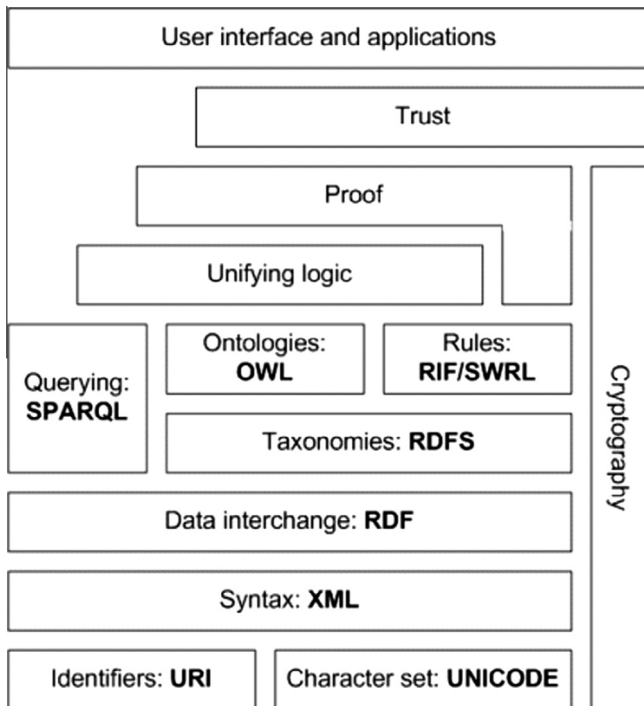 User interface and applications
Trust
Proof
Unifying logic
Querying:
SPARQL
Ontologies:
OWL
Rules:
RIF/SWRL
Taxonomies: RDFS
Cryptography
Data interchange: RDF
Syntax: XML
Identifiers: URI
Character set: UNICODE